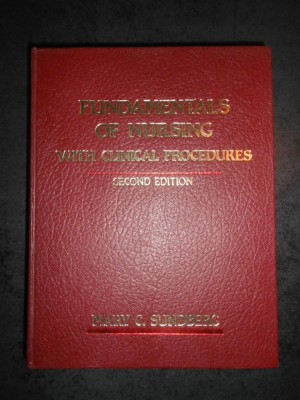 FUNDAMENTALS
OF NURSING
WITH CLINICAL PROCEDURES
SECOND EDITION
MARY C. SUNDBERG